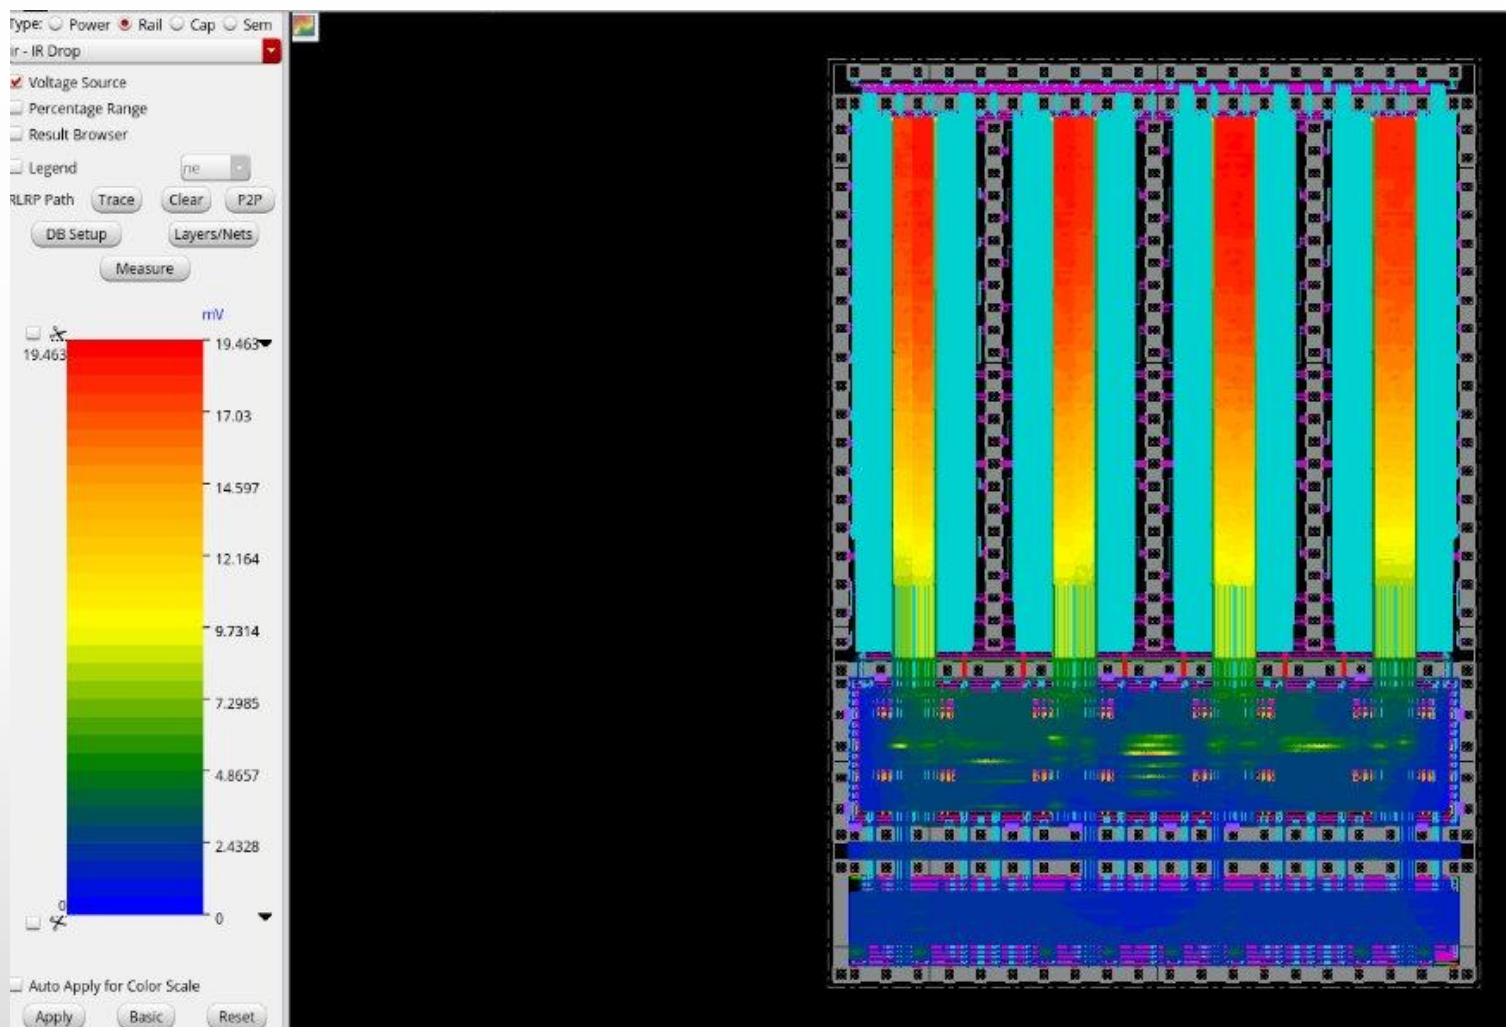 Type: Power Rail Cap Sem
ir - IR Drop
Voltage Source
Percentage Range
Result Browser
Legend ne
RLRP Path Trace Clear P2P
DB Setup Layers/Nets
Measure
mV
19.463 19.463
17.03
14.597
12.164
9.7314
7.2985
4.8657
2.4328
0 0
Auto Apply for Color Scale
Apply Basic Reset